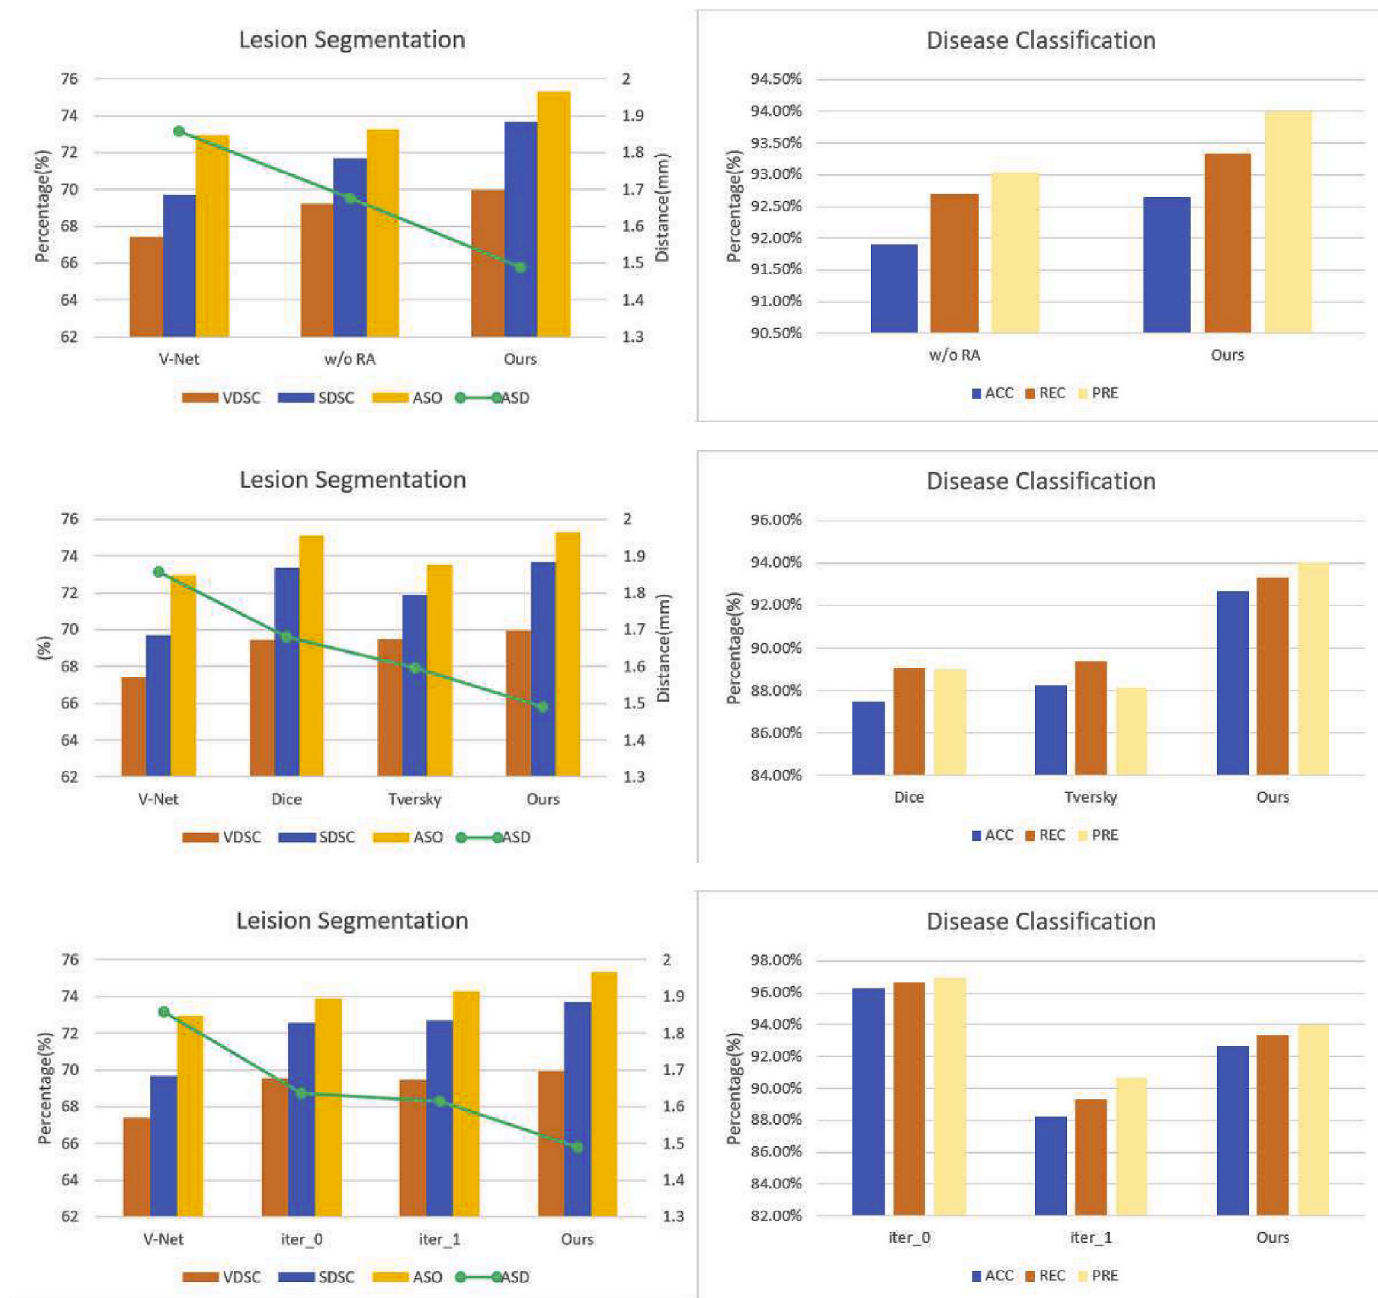 Lesion Segmentation
76
74
72
70
68
66
64
62
Percentage(%)
2
1.9
1.8
1.7
1.6
1.5
1.4
1.3
Distance(mm)
V-Net w/o RA Ours
VDSC SDSC ASO ASD
Disease Classification
94.50%
94.00%
93.50%
93.00%
92.50%
92.00%
91.50%
91.00%
90.50%
Percentage(%)
w/o RA Ours
ACC REC PRE
Lesion Segmentation
76
74
72
70
68
66
64
62
(%)
2
1.9
1.8
1.7
1.6
1.5
1.4
1.3
Distance(mm)
V-Net Dice Tversky Ours
VDSC SDSC ASO ASD
Disease Classification
96.00%
94.00%
92.00%
90.00%
88.00%
86.00%
84.00%
Percentage(%)
Dice Tversky Ours
ACC REC PRE
Leision Segmentation
76
74
72
70
68
66
64
62
Percentage(%)
2
1.9
1.8
1.7
1.6
1.5
1.4
1.3
V-Net iter_0 iter_1 Ours
VDSC SDSC ASO ASD
Disease Classification
98.00%
96.00%
94.00%
92.00%
90.00%
88.00%
86.00%
84.00%
82.00%
Percentage(%)
iter_0 iter_1 Ours
ACC REC PRE